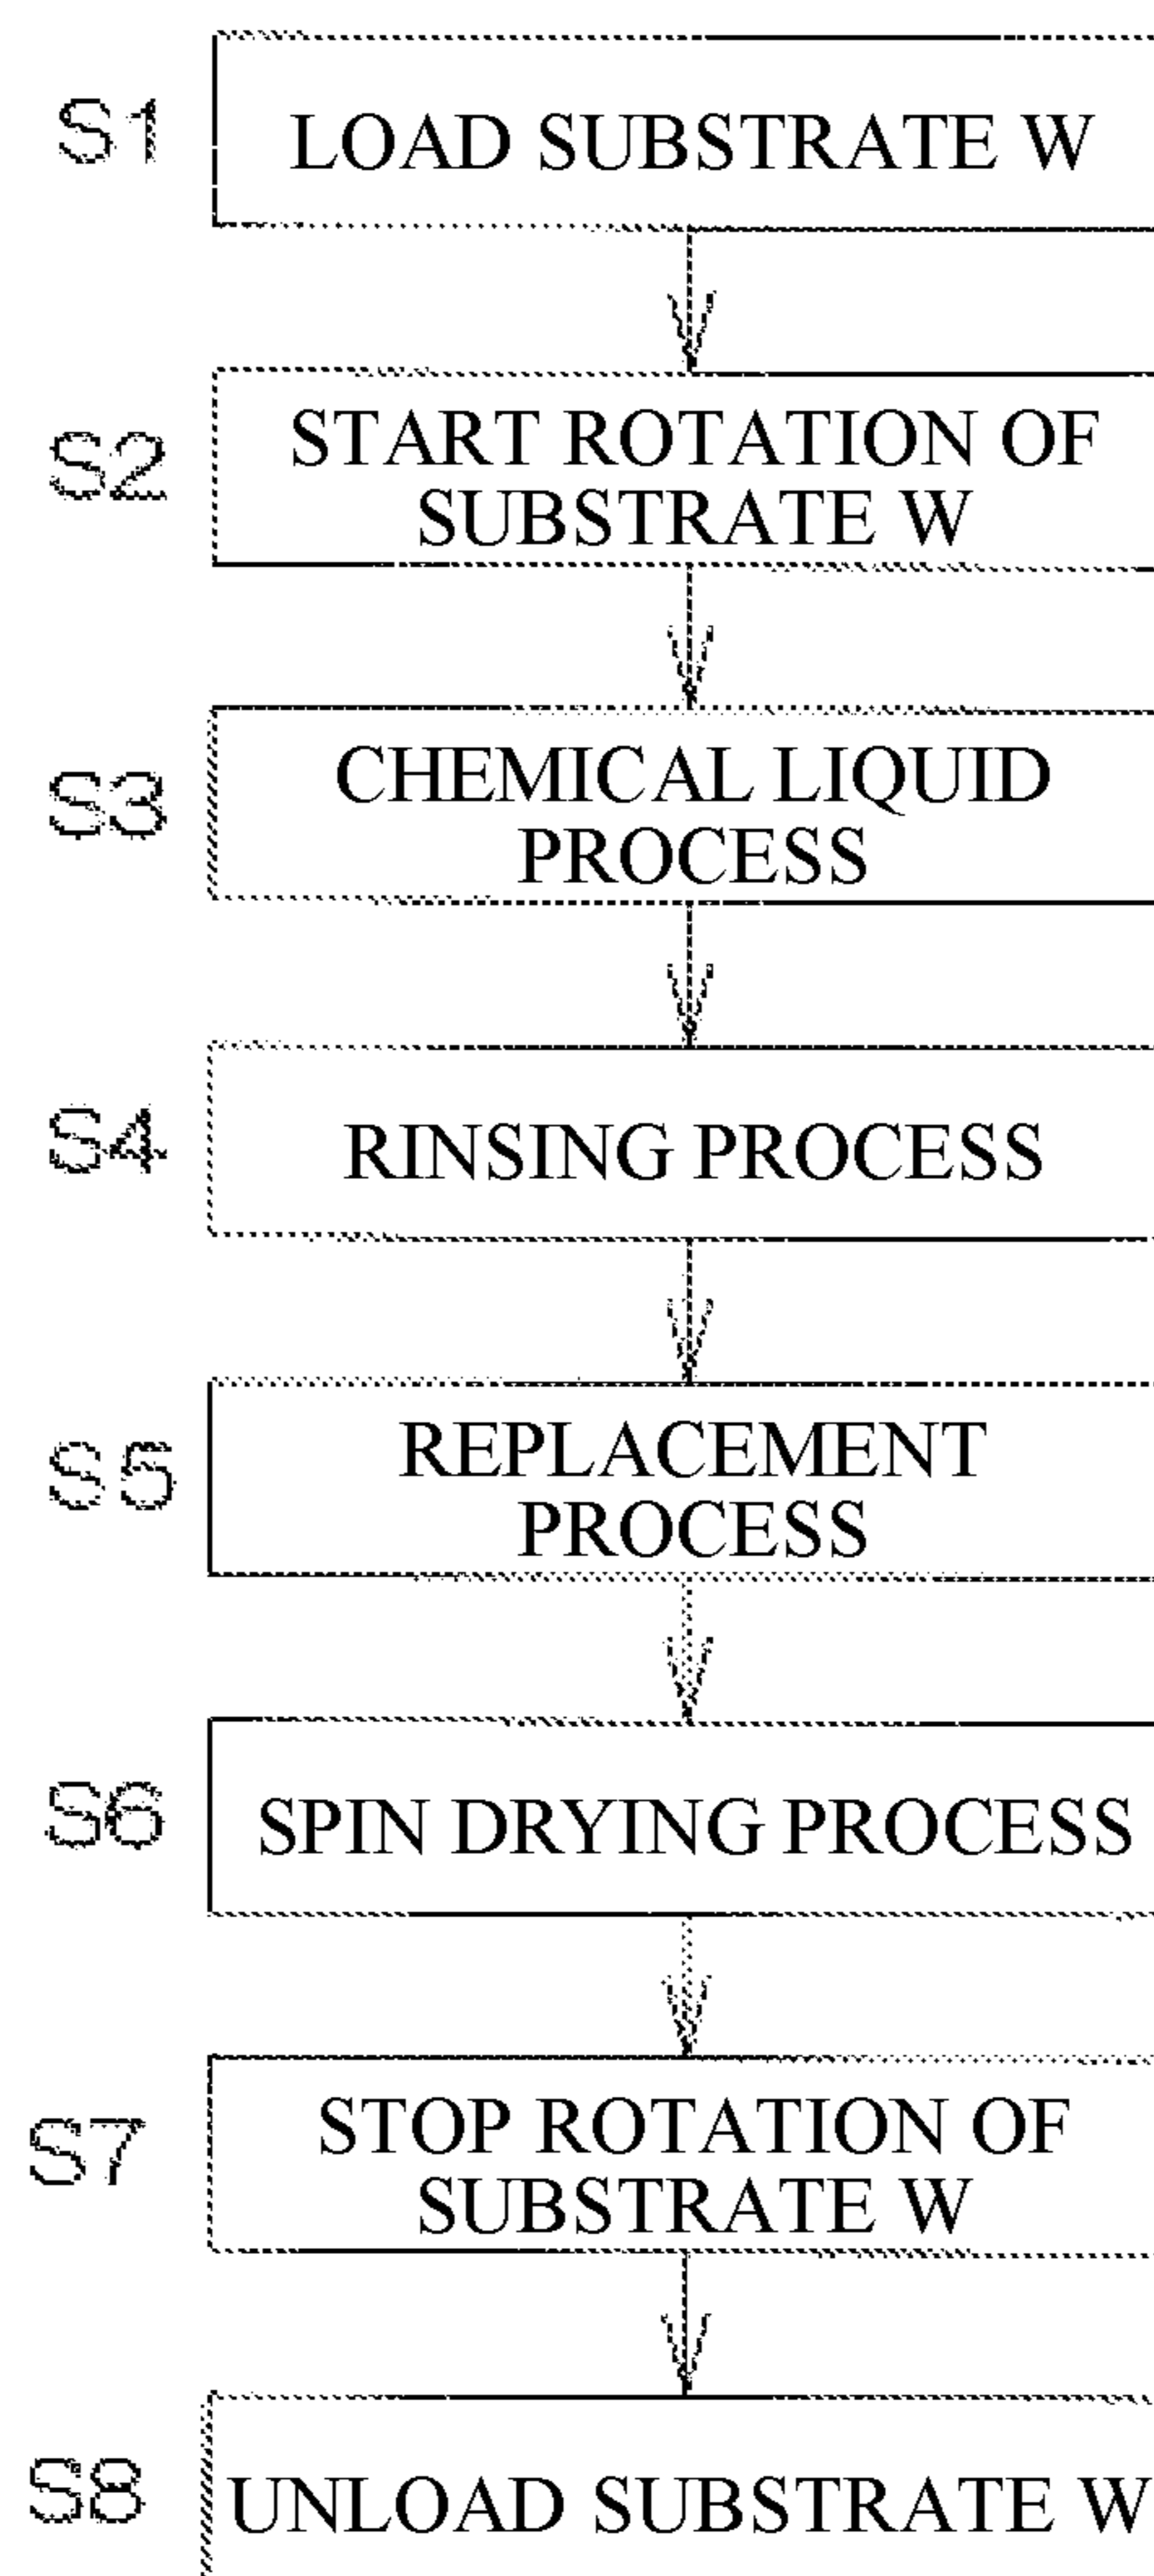 S1 LOAD SUBSTRATE W
S2 START ROTATION OF
SUBSTRATE W
S3 CHEMICAL LIQUID
PROCESS
S4 RINSING PROCESS
S5 REPLACEMENT
PROCESS
S6 SPIN DRYING PROCESS
S7 STOP ROTATION OF
SUBSTRATE W
S8 UNLOAD SUBSTRATE W